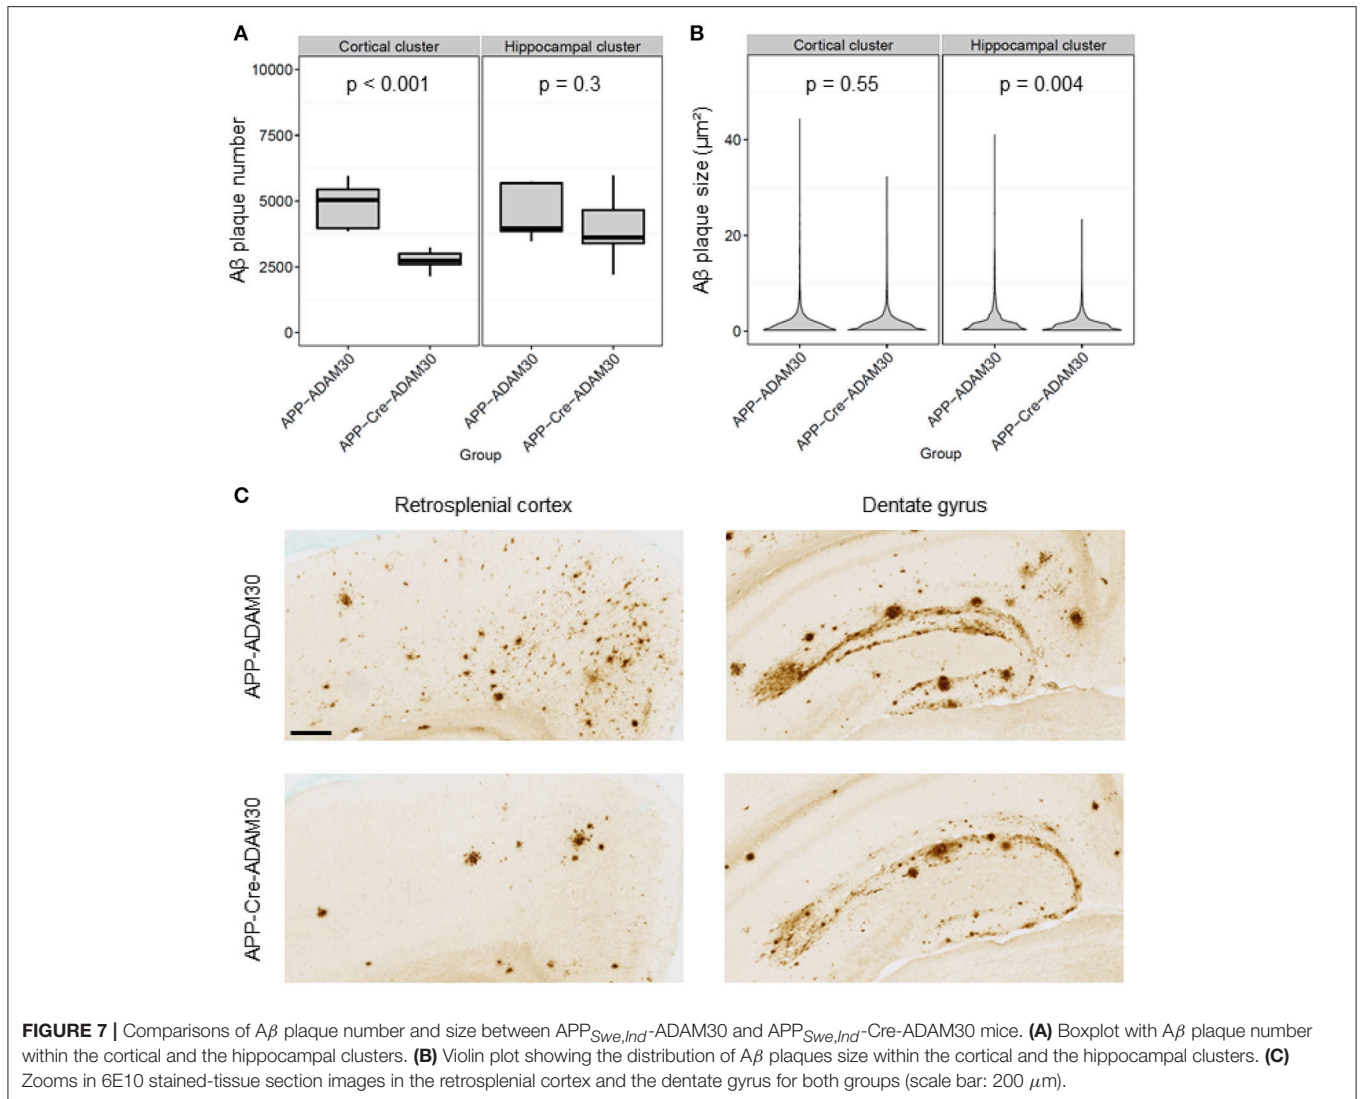 A
Cortical cluster
Hippocampal cluster
p < 0.001
p = 0.3
10000
7500
5000
2500
0
Aβ plaque number
APP−ADAM30
APP−Cre−ADAM30
APP−ADAM30
APP−Cre−ADAM30
Group
B
Cortical cluster
Hippocampal cluster
p = 0.55
p = 0.004
40
20
0
Aβ plaque size (µm²)
APP−ADAM30
APP−Cre−ADAM30
APP−ADAM30
APP−Cre−ADAM30
Group
C
Retrosplenial cortex
Dentate gyrus
APP-ADAM30
APP-Cre-ADAM30
FIGURE 7 | Comparisons of Aβ plaque number and size between APPSwe,Ind-ADAM30 and APPSwe,Ind-Cre-ADAM30 mice. (A) Boxplot with Aβ plaque number
within the cortical and the hippocampal clusters. (B) Violin plot showing the distribution of Aβ plaques size within the cortical and the hippocampal clusters. (C)
Zooms in 6E10 stained-tissue section images in the retrosplenial cortex and the dentate gyrus for both groups (scale bar: 200 µm).